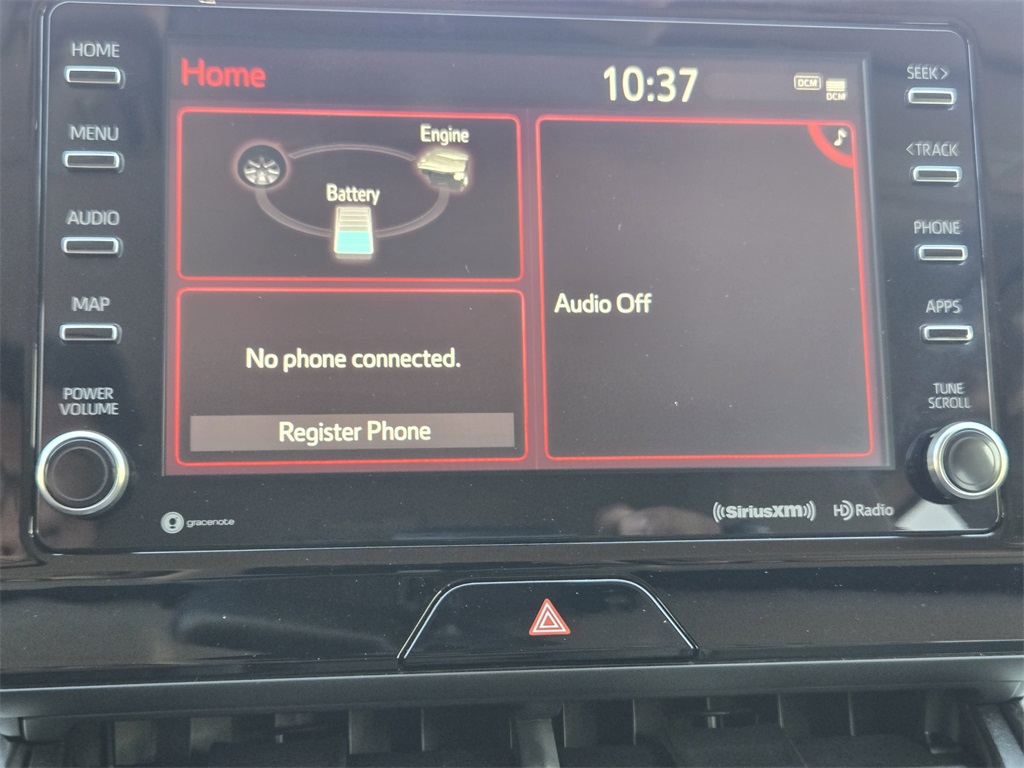 HOME
MENU
AUDIO
MAP
POWER
VOLUME
Home
10:37
DCM
DCM
Engine
Battery
No phone connected.
Register Phone
Audio Off
SEEK>
<TRACK
PHONE
APPS
TUNE
SCROLL
gracenote
((SiriusXM))
HD Radio